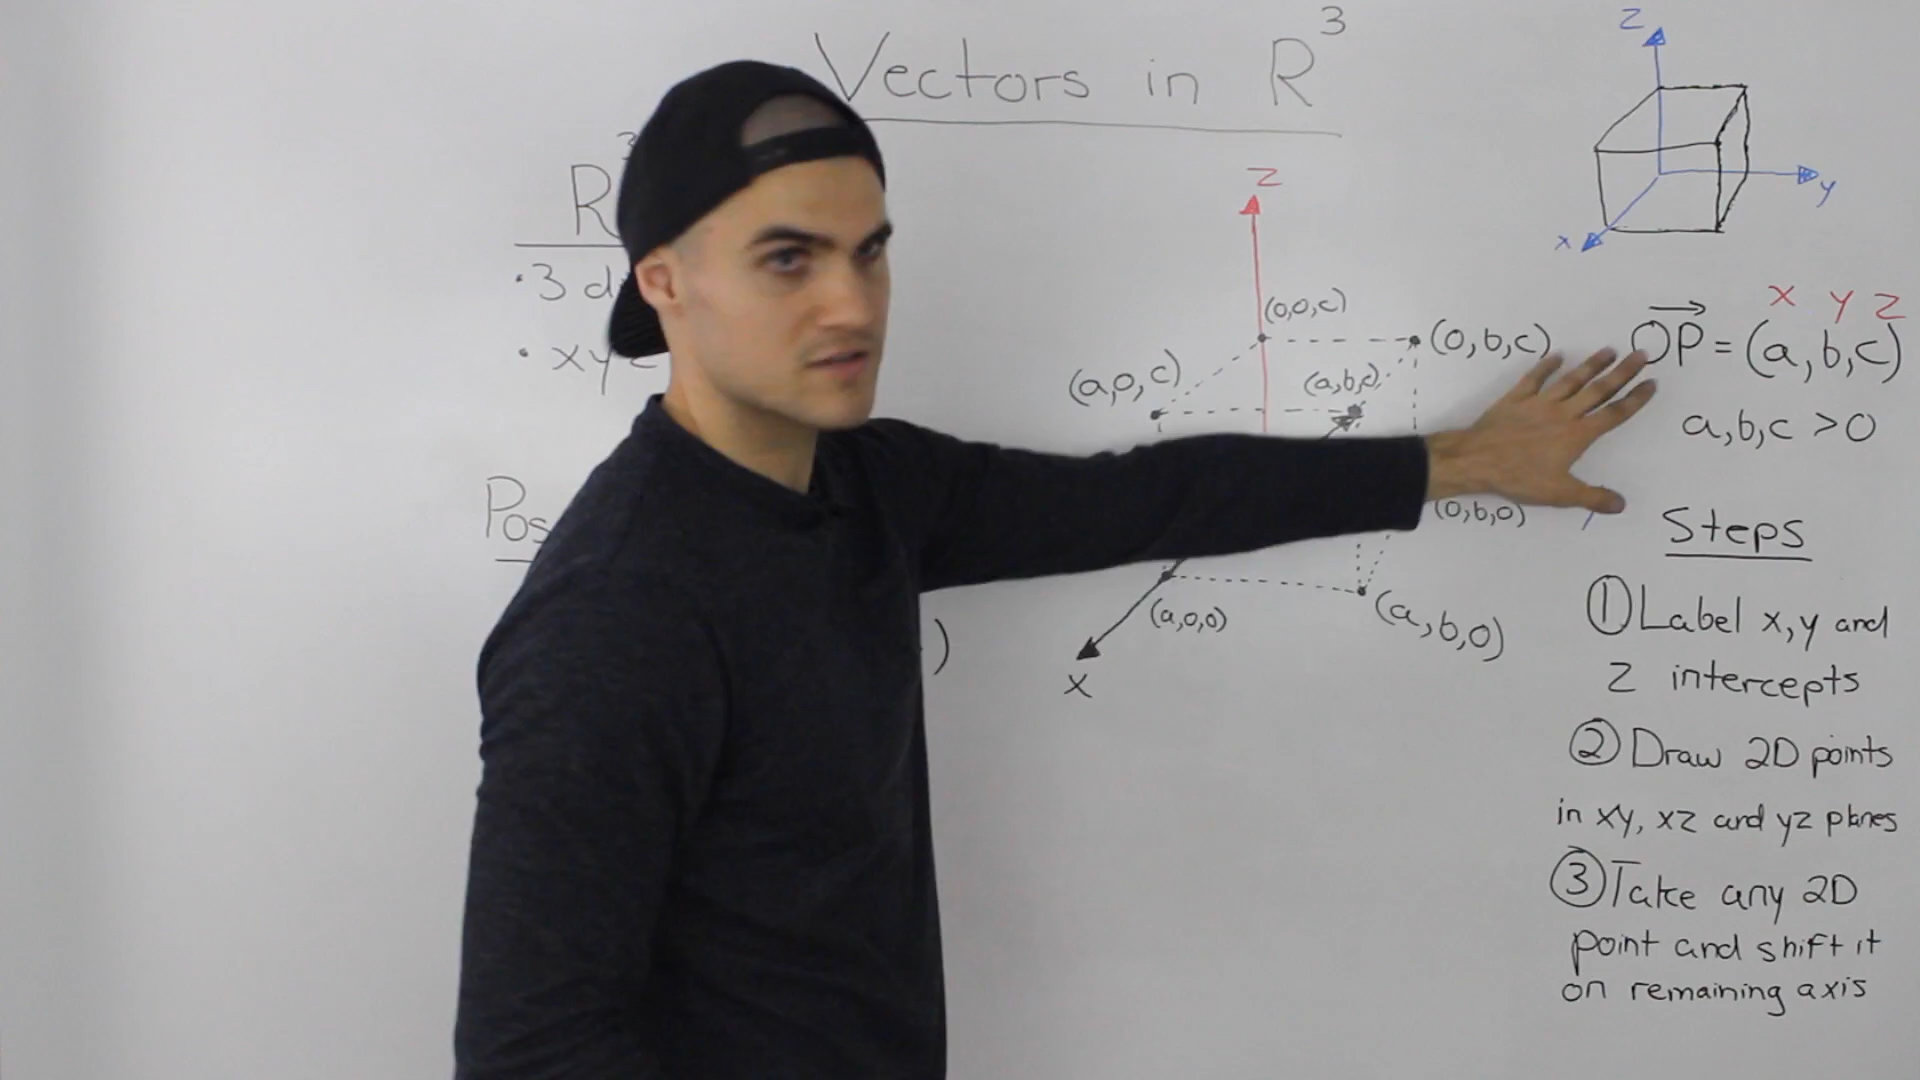 Vectors in R³
R³
• 3
• xy
Pos
)
z
(0,0,c)
(0,b,c)
(a,0,c)
(a,b,c)
(0,b,0)
(a,0,0)
(a,b,0)
x
z
y
x
x y z
OP = (a,b,c)
a,b,c >0
Steps
① Label x,y and
z intercepts
② Draw 2D points
in xy, xz and yz planes
③ Take any 2D
point and shift it
on remaining axis